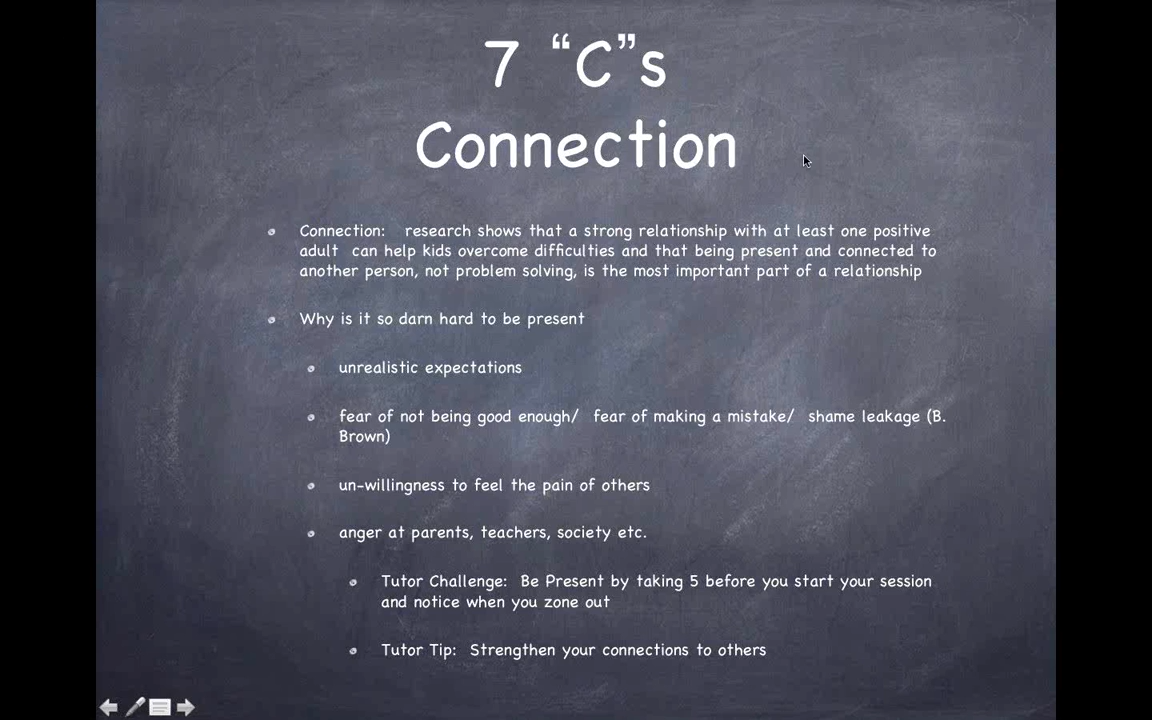 7 “C”s
Connection
Connection: research shows that a strong relationship with at least one positive
adult can help kids overcome difficulties and that being present and connected to
another person, not problem solving, is the most important part of a relationship
Why is it so darn hard to be present
unrealistic expectations
fear of not being good enough/ fear of making a mistake/ shame leakage (B.
Brown)
un-willingness to feel the pain of others
anger at parents, teachers, society etc.
Tutor Challenge: Be Present by taking 5 before you start your session
and notice when you zone out
Tutor Tip: Strengthen your connections to others